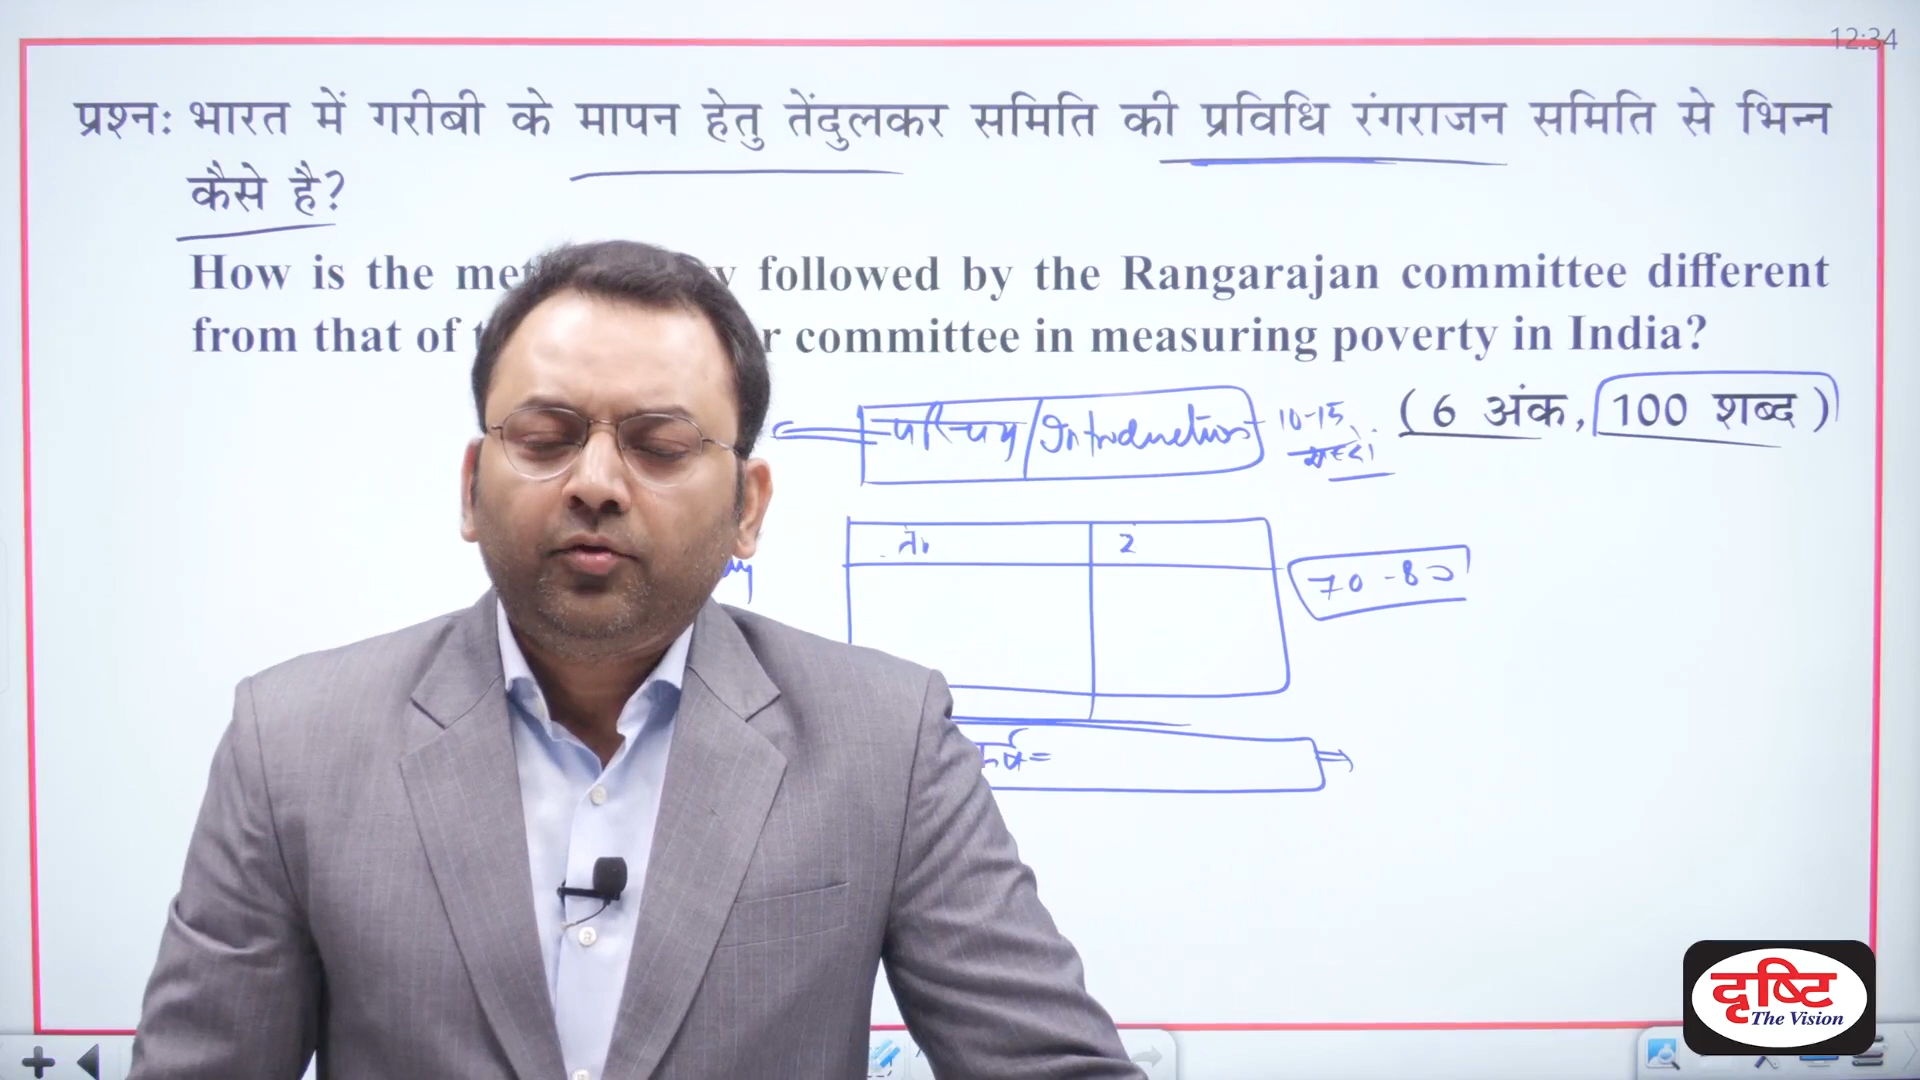 12:34
प्रश्न: भारत में गरीबी के मापन हेतु तेंदुलकर समिति की प्रविधि रंगराजन समिति से भिन्न
कैसे है?
How is the met y followed by the Rangarajan committee different
from that of t r committee in measuring poverty in India?
(6 अंक, 100 शब्द)
परिचय Introduction 10-15
शब्दों
तें 2
70-80
दृष्टि
The Vision